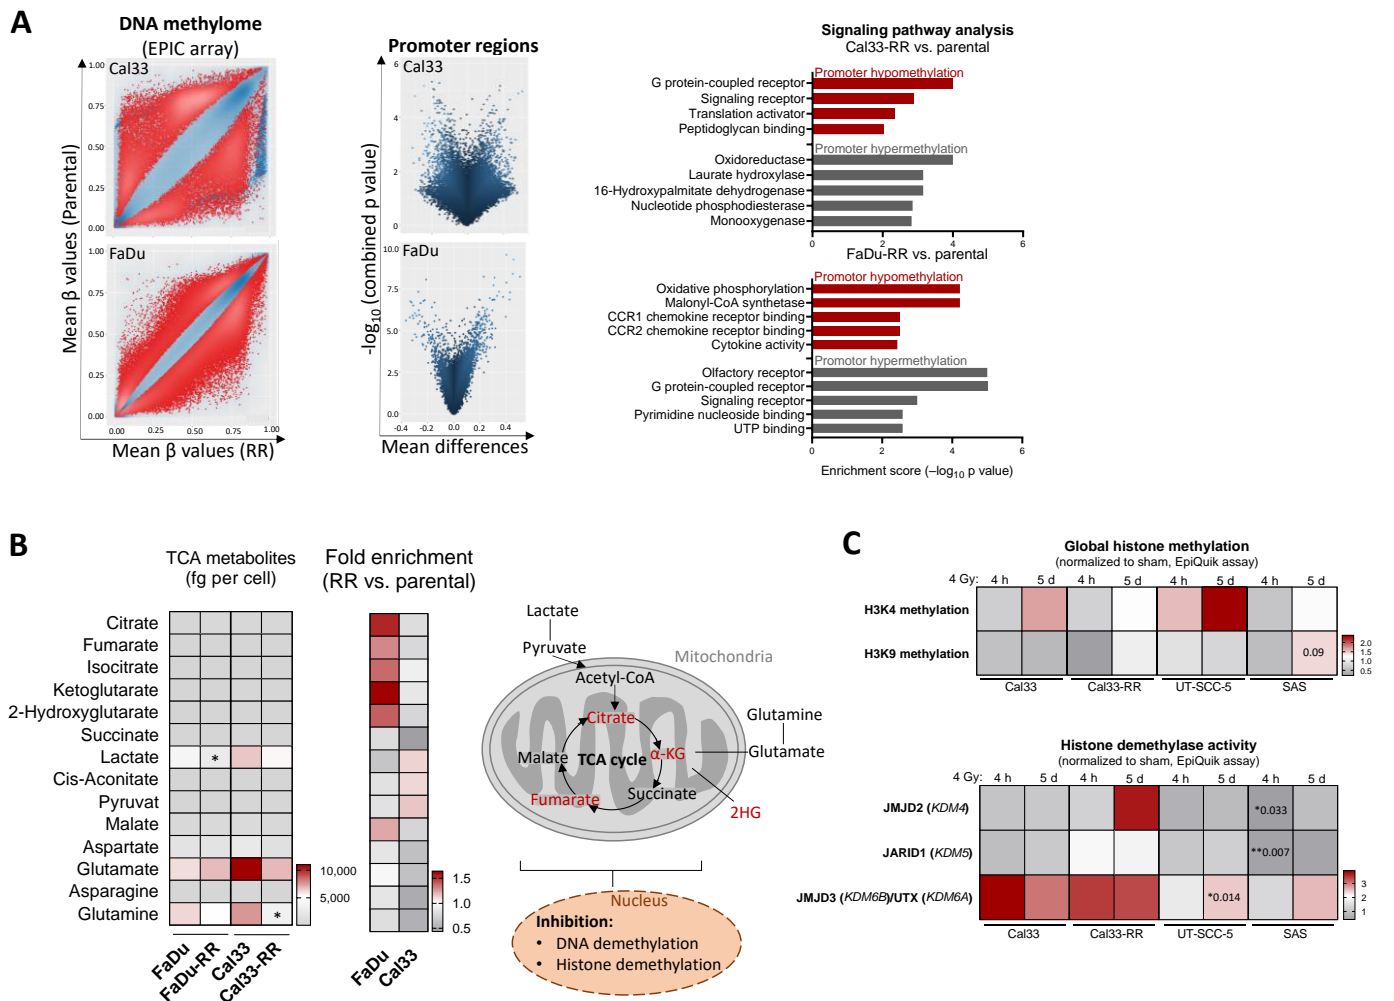 A
DNA methylome
(EPIC array)
Mean β values (Parental)
Cal33
1.00
0.75
0.50
0.25
0.00
FaDu
1.00
0.75
0.50
0.25
0.00
0.00 0.25 0.50 0.75 1.00
Mean β values (RR)
Promoter regions
-log10 (combined p value)
Cal33
6
4
2
0
FaDu
10.0
7.5
5.0
2.5
0.0
-0.4 -0.2 0.0 0.2 0.4
Mean differences
Signaling pathway analysis
Cal33-RR vs. parental
Promoter hypomethylation
G protein-coupled receptor
Signaling receptor
Translation activator
Peptidoglycan binding
Promoter hypermethylation
Oxidoreductase
Laurate hydroxylase
16-Hydroxypalmitate dehydrogenase
Nucleotide phosphodiesterase
Monooxygenase
0 2 4 6
FaDu-RR vs. parental
Promotor hypomethylation
Oxidative phosphorylation
Malonyl-CoA synthetase
CCR1 chemokine receptor binding
CCR2 chemokine receptor binding
Cytokine activity
Promotor hypermethylation
Olfactory receptor
G protein-coupled receptor
Signaling receptor
Pyrimidine nucleoside binding
UTP binding
0 2 4 6
Enrichment score (–log10 p value)
B
TCA metabolites
(fg per cell)
Citrate
Fumarate
Isocitrate
Ketoglutarate
2-Hydroxyglutarate
Succinate
Lactate *
Cis-Aconitate
Pyruvat
Malate
Aspartate
Glutamate
Asparagine
Glutamine *
10,000
5,000
FaDu
FaDu-RR
Cal33
Cal33-RR
Fold enrichment
(RR vs. parental)
1.5
1.0
0.5
FaDu
Cal33
Lactate
Pyruvate
Mitochondria
Acetyl-CoA
Citrate
Glutamine
Malate TCA cycle α-KG Glutamate
Fumarate Succinate
2HG
Nucleus
Inhibition:
• DNA demethylation
• Histone demethylation
C
Global histone methylation
(normalized to sham, EpiQuik assay)
4 Gy: 4 h 5 d 4 h 5 d 4 h 5 d 4 h 5 d
H3K4 methylation
H3K9 methylation 0.09
2.0
1.5
1.0
0.5
Cal33 Cal33-RR UT-SCC-5 SAS
Histone demethylase activity
(normalized to sham, EpiQuik assay)
4 Gy: 4 h 5 d 4 h 5 d 4 h 5 d 4 h 5 d
JMJD2 (KDM4) *0.033
JARID1 (KDM5) **0.007
JMJD3 (KDM6B)/UTX (KDM6A) *0.014
3
2
1
Cal33 Cal33-RR UT-SCC-5 SAS